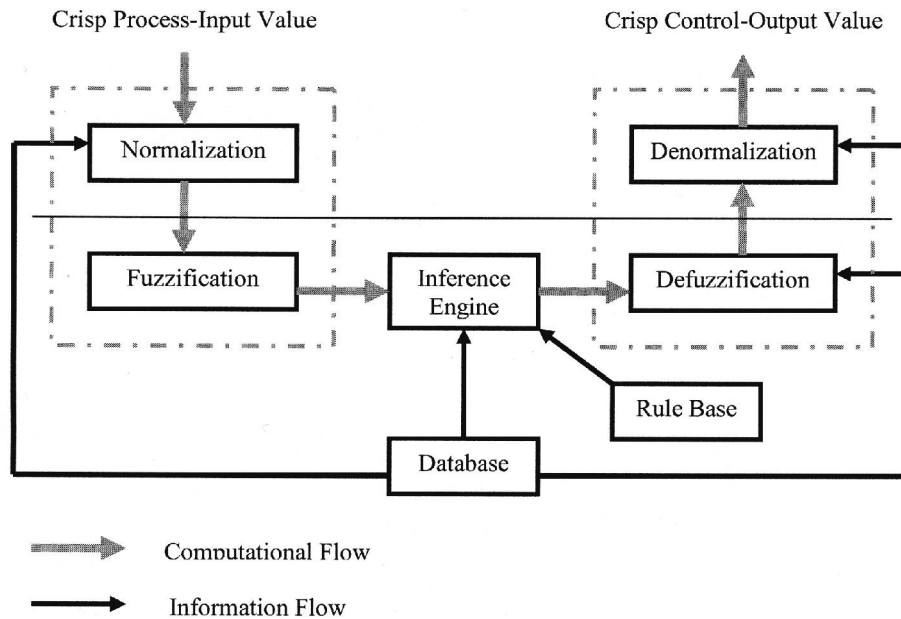 Crisp Process-Input Value
Crisp Control-Output Value
Normalization
Denormalization
Fuzzification
Inference
Engine
Defuzzification
Rule Base
Database
Computational Flow
Information Flow